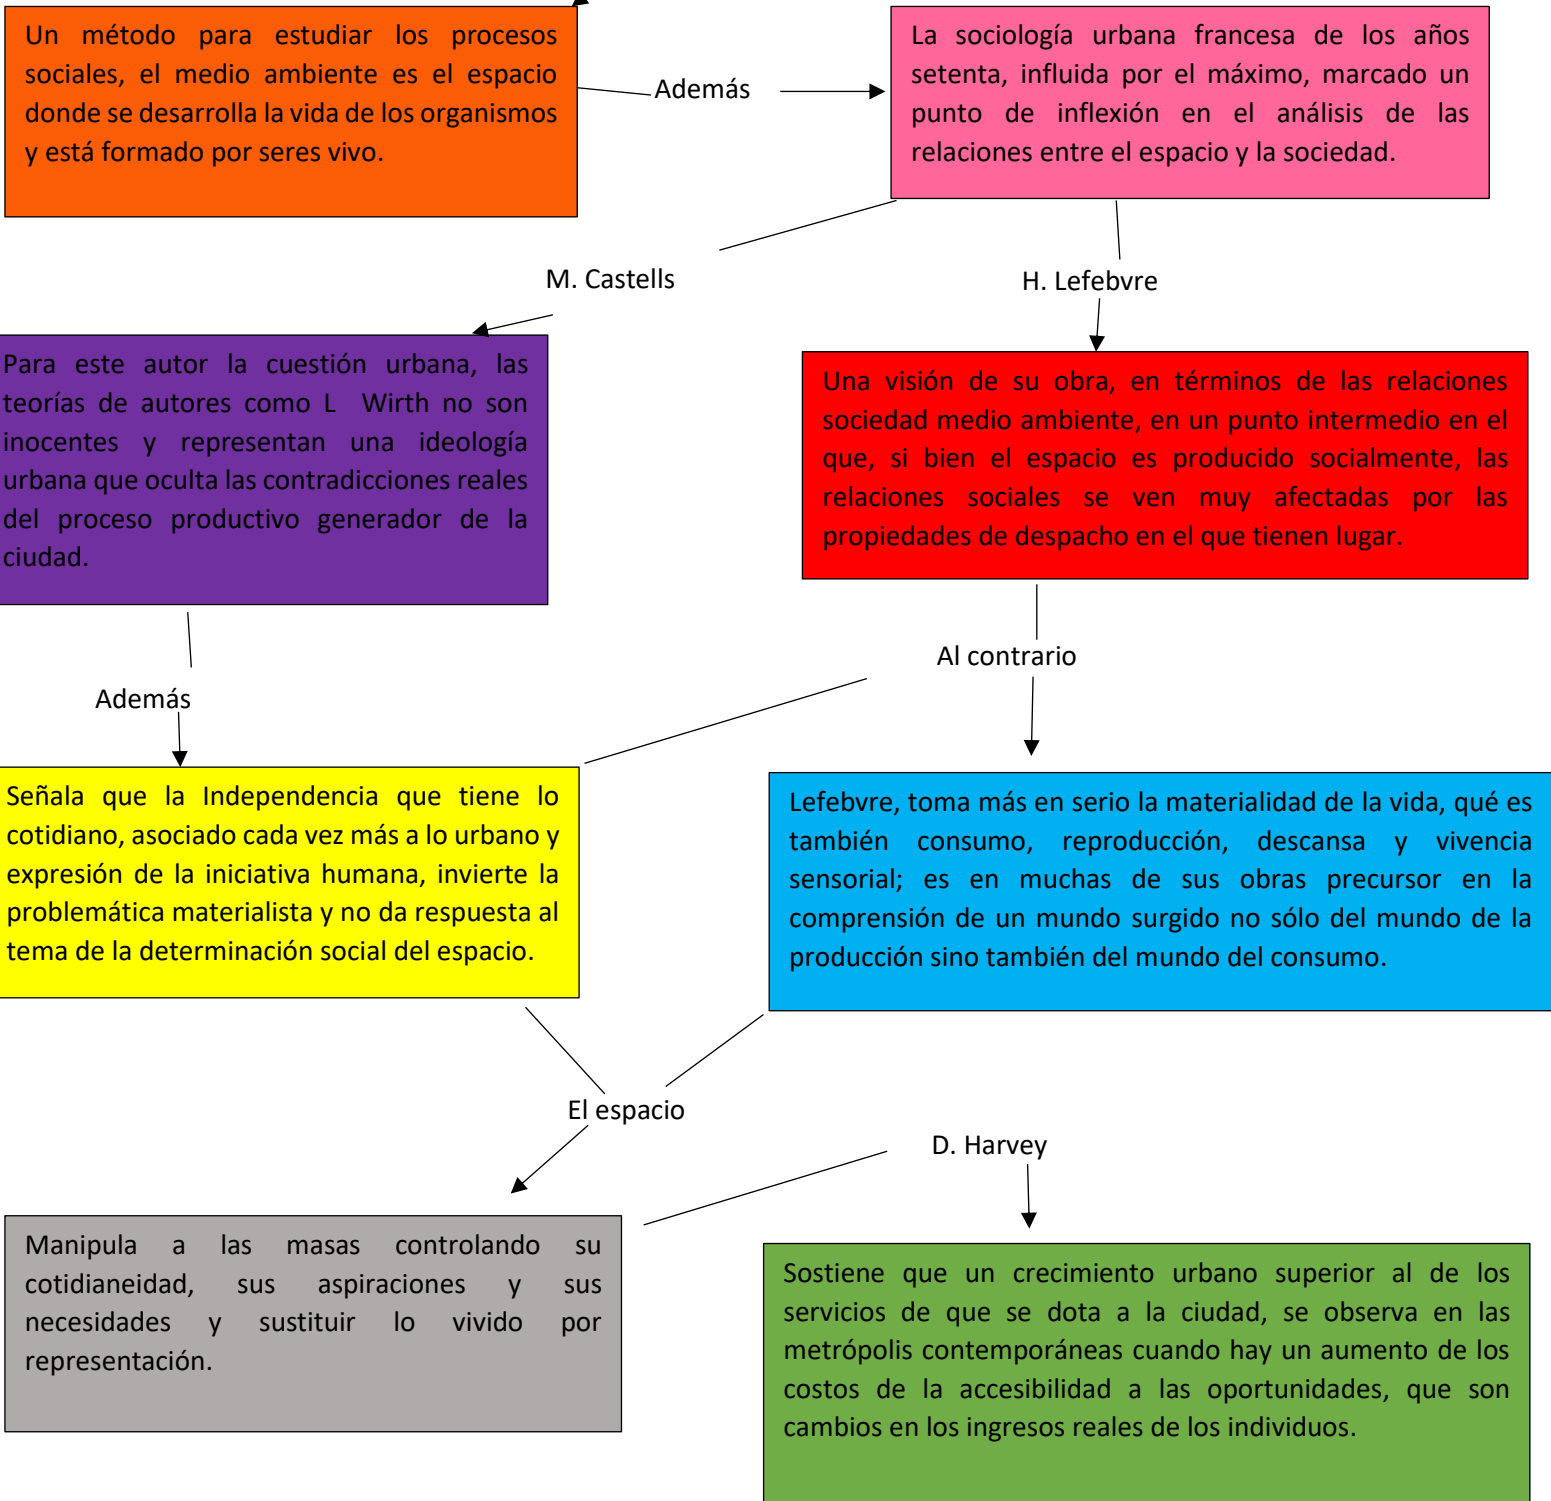 Un método para estudiar los procesos
sociales, el medio ambiente es el espacio
donde se desarrolla la vida de los organismos
y está formado por seres vivo.
Además
La sociología urbana francesa de los años
setenta, influida por el máximo, marcado un
punto de inflexión en el análisis de las
relaciones entre el espacio y la sociedad.
M. Castells
H. Lefebvre
Para este autor la cuestión urbana, las
teorías de autores como L Wirth no son
inocentes y representan una ideología
urbana que oculta las contradicciones reales
del proceso productivo generador de la
ciudad.
Una visión de su obra, en términos de las relaciones
sociedad medio ambiente, en un punto intermedio en el
que, si bien el espacio es producido socialmente, las
relaciones sociales se ven muy afectadas por las
propiedades de despacho en el que tienen lugar.
Además
Al contrario
Señala que la Independencia que tiene lo
cotidiano, asociado cada vez más a lo urbano y
expresión de la iniciativa humana, invierte la
problemática materialista y no da respuesta al
tema de la determinación social del espacio.
Lefebvre, toma más en serio la materialidad de la vida, qué es
también consumo, reproducción, descansa y vivencia
sensorial; es en muchas de sus obras precursor en la
comprensión de un mundo surgido no sólo del mundo de la
producción sino también del mundo del consumo.
El espacio
D. Harvey
Manipula a las masas controlando su
cotidianeidad, sus aspiraciones y sus
necesidades y sustituir lo vivido por
representación.
Sostiene que un crecimiento urbano superior al de los
servicios de que se dota a la ciudad, se observa en las
metrópolis contemporáneas cuando hay un aumento de los
costos de la accesibilidad a las oportunidades, que son
cambios en los ingresos reales de los individuos.